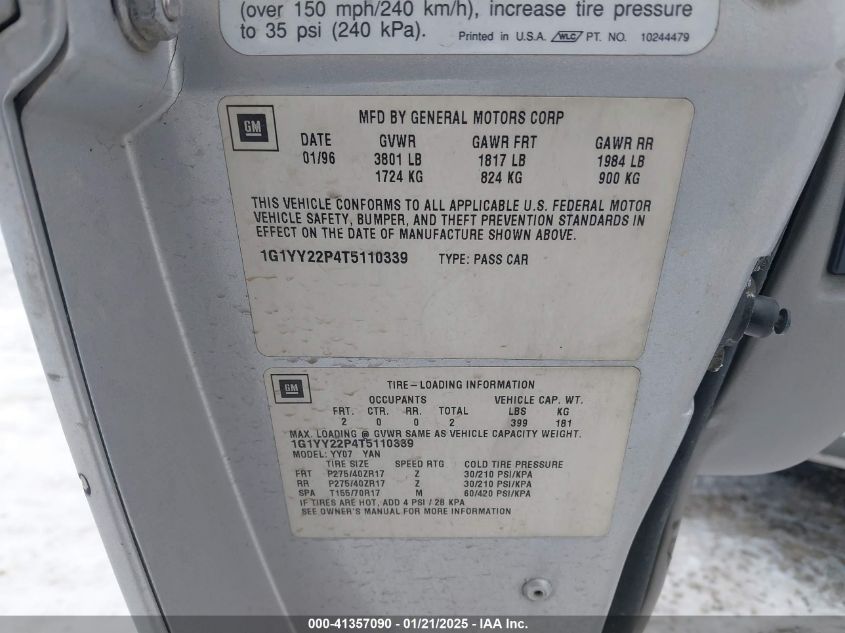 (over 150 mph/240 km/h), increase tire pressure
to 35 psi (240 kPa).
Printed in U.S.A. WLC PT. NO. 10244479
GM
MFD BY GENERAL MOTORS CORP
DATE GVWR GAWR FRT GAWR RR
01/96 3801 LB 1817 LB 1984 LB
1724 KG 824 KG 900 KG
THIS VEHICLE CONFORMS TO ALL APPLICABLE U.S. FEDERAL MOTOR
VEHICLE SAFETY, BUMPER, AND THEFT PREVENTION STANDARDS IN
EFFECT ON THE DATE OF MANUFACTURE SHOWN ABOVE.
1G1YY22P4T5110339 TYPE: PASS CAR
GM
TIRE-LOADING INFORMATION
OCCUPANTS VEHICLE CAP. WT.
FRT. CTR. RR. TOTAL LBS KG
2 0 0 2 399 181
MAX. LOADING @ GVWR SAME AS VEHICLE CAPACITY WEIGHT.
1G1YY22P4T5110339
MODEL: YY07 YAN
TIRE SIZE SPEED RTG COLD TIRE PRESSURE
FRT P275/40ZR17 Z 30/210 PSI/KPA
RR P275/40ZR17 Z 30/210 PSI/KPA
SPA T155/70R17 M 60/420 PSI/KPA
IF TIRES ARE HOT, ADD 4 PSI / 28 KPA
SEE OWNER'S MANUAL FOR MORE INFORMATION
000-41357090 - 01/21/2025 - IAA Inc.